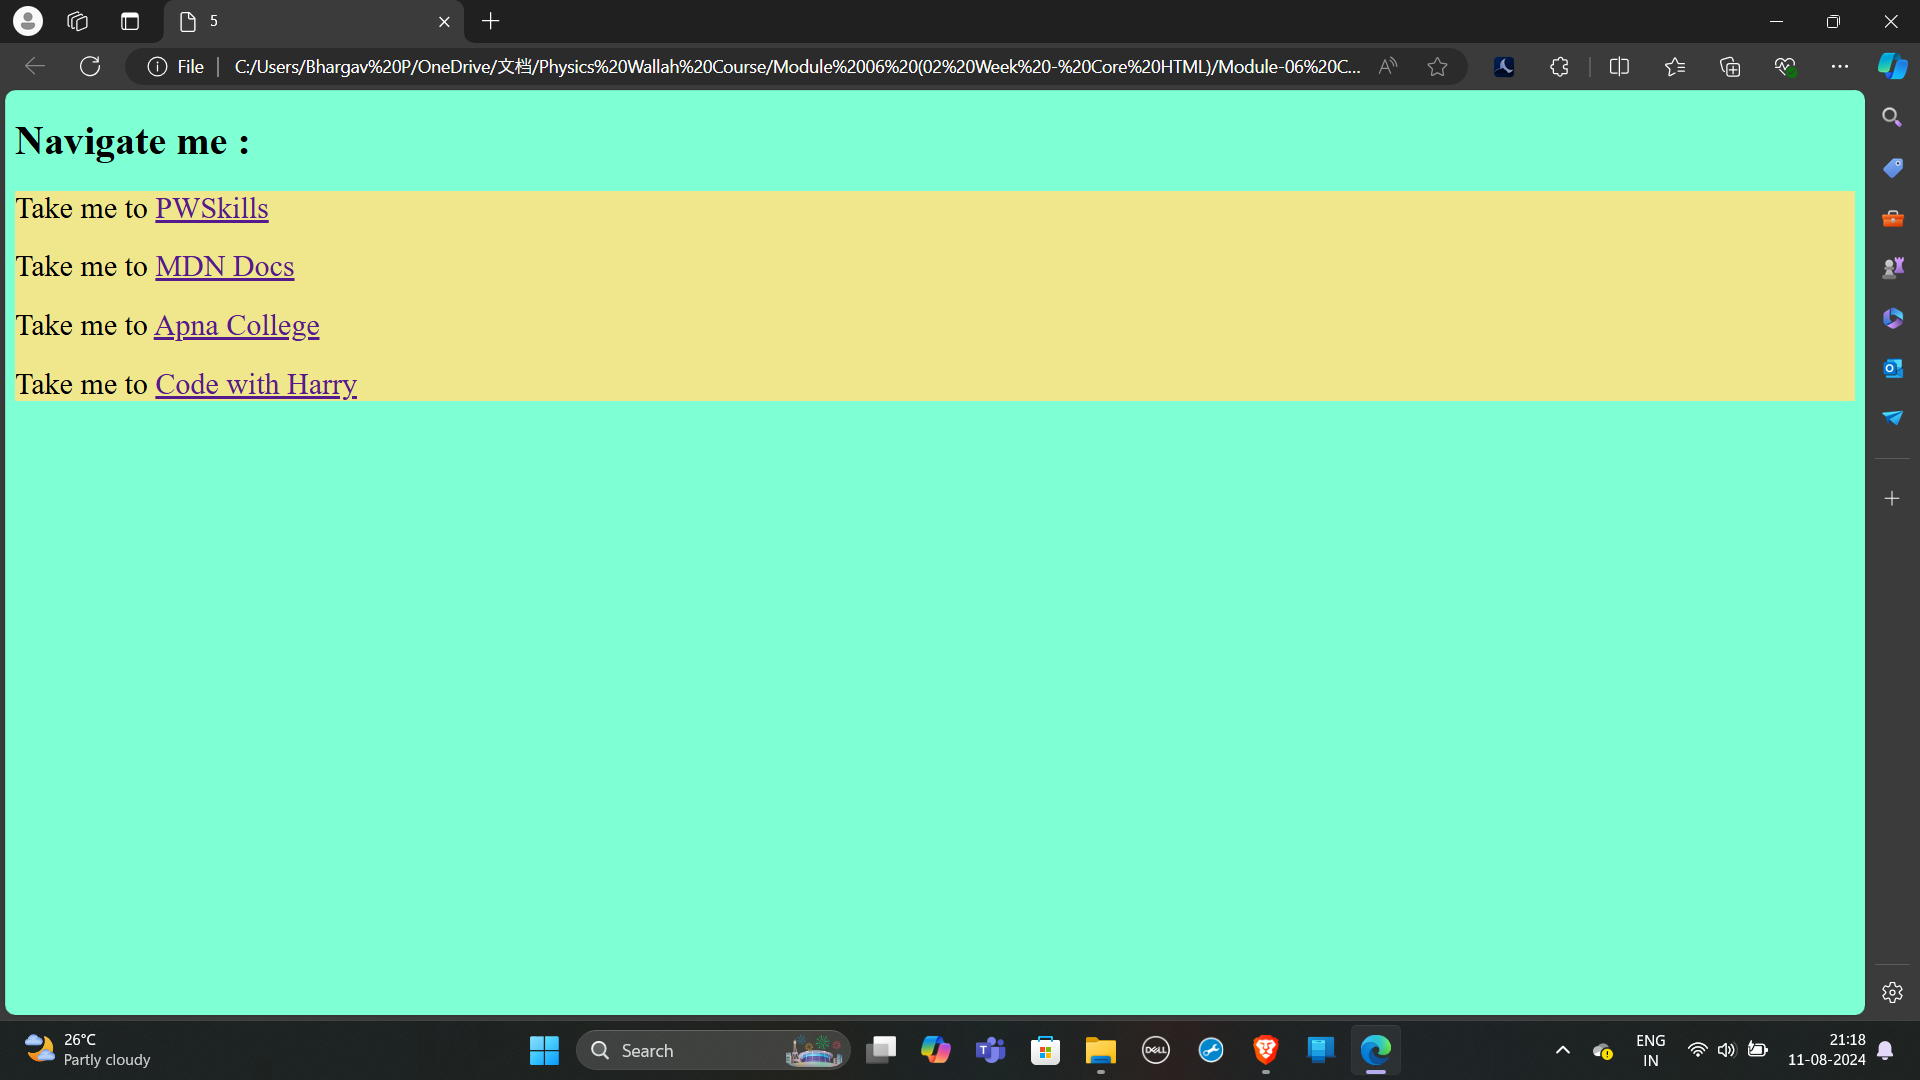 5
File
C:/Users/Bhargav%20P/OneDrive/文档/Physics%20Wallah%20Course/Module%2006%20(02%20Week%20-%20Core%20HTML)/Module-06%20C...
Navigate me :
Take me to PWSkills
Take me to MDN Docs
Take me to Apna College
Take me to Code with Harry
26°C
Partly cloudy
Search
DELL
ENG
IN
21:18
11-08-2024